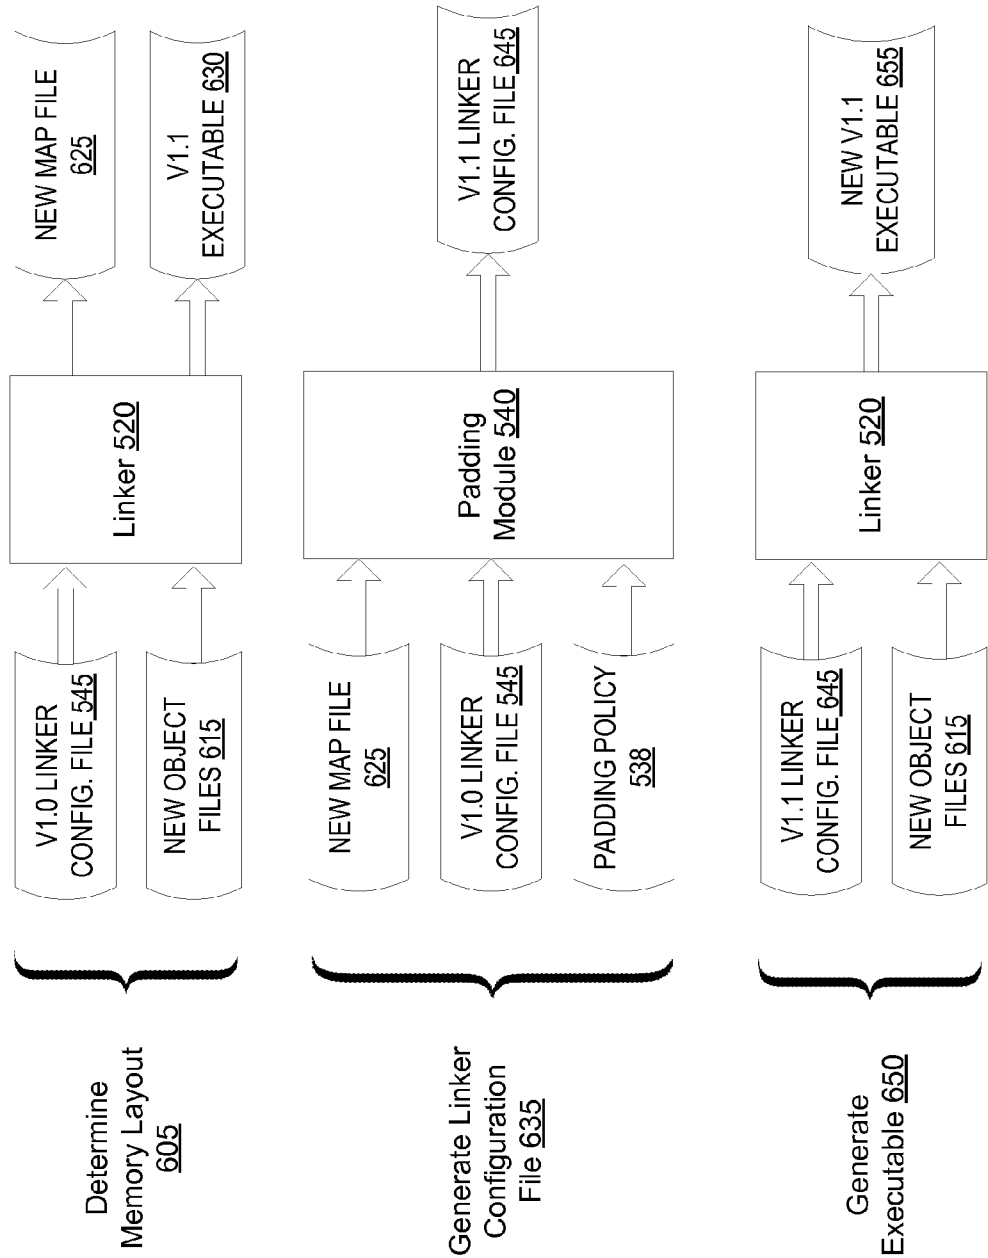 Determine
Memory Layout
605
V1.0 LINKER
CONFIG. FILE 545
NEW OBJECT
FILES 615
Linker 520
NEW MAP FILE
625
V1.1
EXECUTABLE 630
Generate Linker
Configuration
File 635
NEW MAP FILE
625
V1.0 LINKER
CONFIG. FILE 545
PADDING POLICY
538
Padding
Module 540
V1.1 LINKER
CONFIG. FILE 645
Generate
Executable 650
V1.1 LINKER
CONFIG. FILE 645
NEW OBJECT
FILES 615
Linker 520
NEW V1.1
EXECUTABLE 655